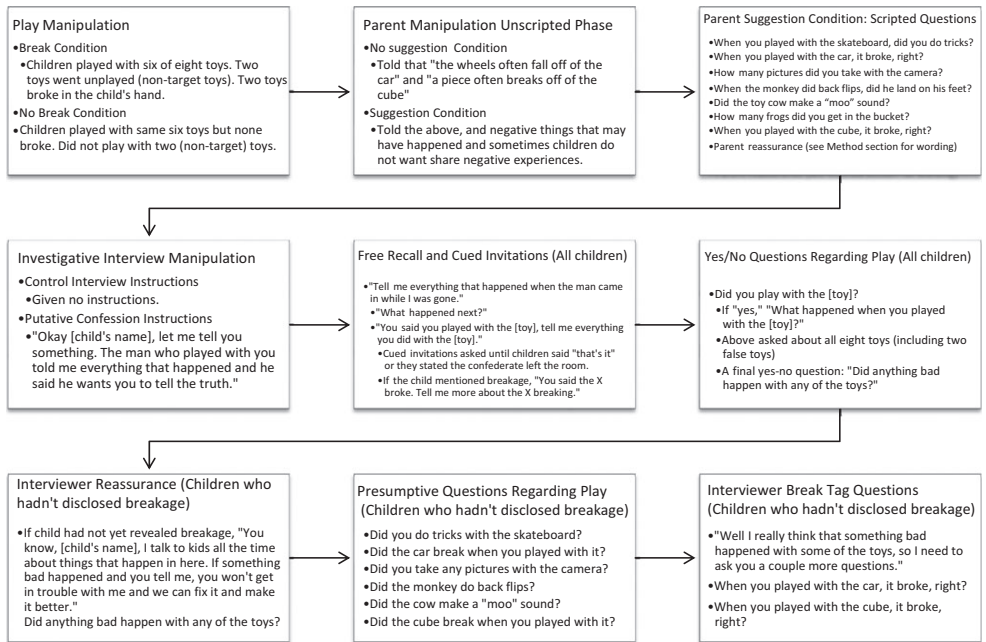 Play Manipulation
•Break Condition
•Children played with six of eight toys. Two
toys went unplayed (non-target toys). Two toys
broke in the child's hand.
•No Break Condition
•Children played with same six toys but none
broke. Did not play with two (non-target) toys.
Parent Manipulation Unscripted Phase
•No suggestion Condition
•Told that "the wheels often fall off of the
car" and "a piece often breaks off of the
cube"
•Suggestion Condition
•Told the above, and negative things that may
have happened and sometimes children do
not want share negative experiences.
Parent Suggestion Condition: Scripted Questions
•When you played with the skateboard, did you do tricks?
•When you played with the car, it broke, right?
•How many pictures did you take with the camera?
•When the monkey did back flips, did he land on his feet?
•Did the toy cow make a "moo" sound?
•How many frogs did you get in the bucket?
•When you played with the cube, it broke, right?
•Parent reassurance (see Method section for wording)
Investigative Interview Manipulation
•Control Interview Instructions
•Given no instructions.
•Putative Confession Instructions
•"Okay [child's name], let me tell you
something. The man who played with you
told me everything that happened and he
said he wants you to tell the truth."
Free Recall and Cued Invitations (All children)
•"Tell me everything that happened when the man came
in while I was gone."
•"What happened next?"
•"You said you played with the [toy], tell me everything
you did with the [toy]."
•Cued invitations asked until children said "that's it"
or they stated the confederate left the room.
•If the child mentioned breakage, "You said the X
broke. Tell me more about the X breaking."
Yes/No Questions Regarding Play (All children)
•Did you play with the [toy]?
•If "yes," "What happened when you played
with the [toy]?"
•Above asked about all eight toys (including two
false toys)
•A final yes-no question: "Did anything bad
happen with any of the toys?"
Interviewer Reassurance (Children who
hadn't disclosed breakage)
•If child had not yet revealed breakage, "You
know, [child's name], I talk to kids all the time
about things that happen in here. If something
bad happened and you tell me, you won't get
in trouble with me and we can fix it and make
it better."
Did anything bad happen with any of the toys?
Presumptive Questions Regarding Play
(Children who hadn't disclosed breakage)
•Did you do tricks with the skateboard?
•Did the car break when you played with it?
•Did you take any pictures with the camera?
•Did the monkey do back flips?
•Did the cow make a "moo" sound?
•Did the cube break when you played with it?
Interviewer Break Tag Questions
(Children who hadn't disclosed breakage)
•"Well I really think that something bad
happened with some of the toys, so I need to
ask you a couple more questions."
•When you played with the car, it broke, right?
•When you played with the cube, it broke,
right?